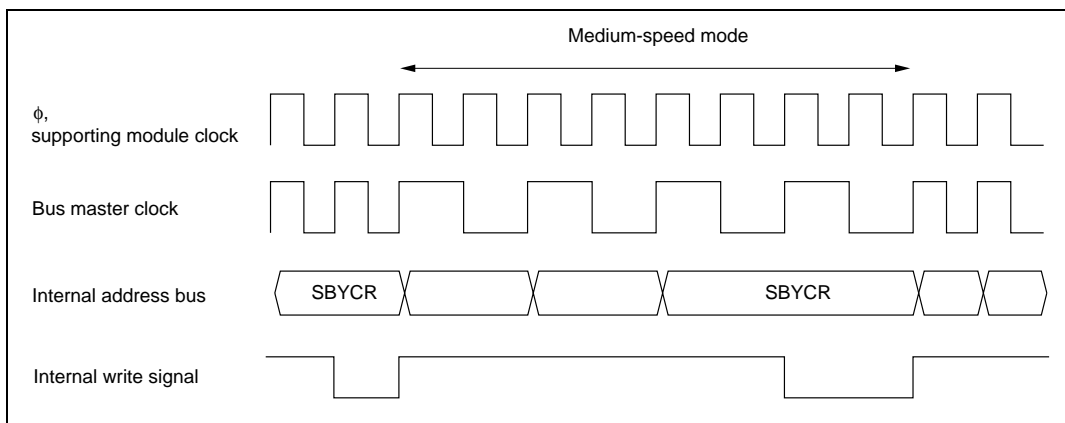 Medium-speed mode
ϕ,
supporting module clock
Bus master clock
Internal address bus
SBYCR
SBYCR
Internal write signal